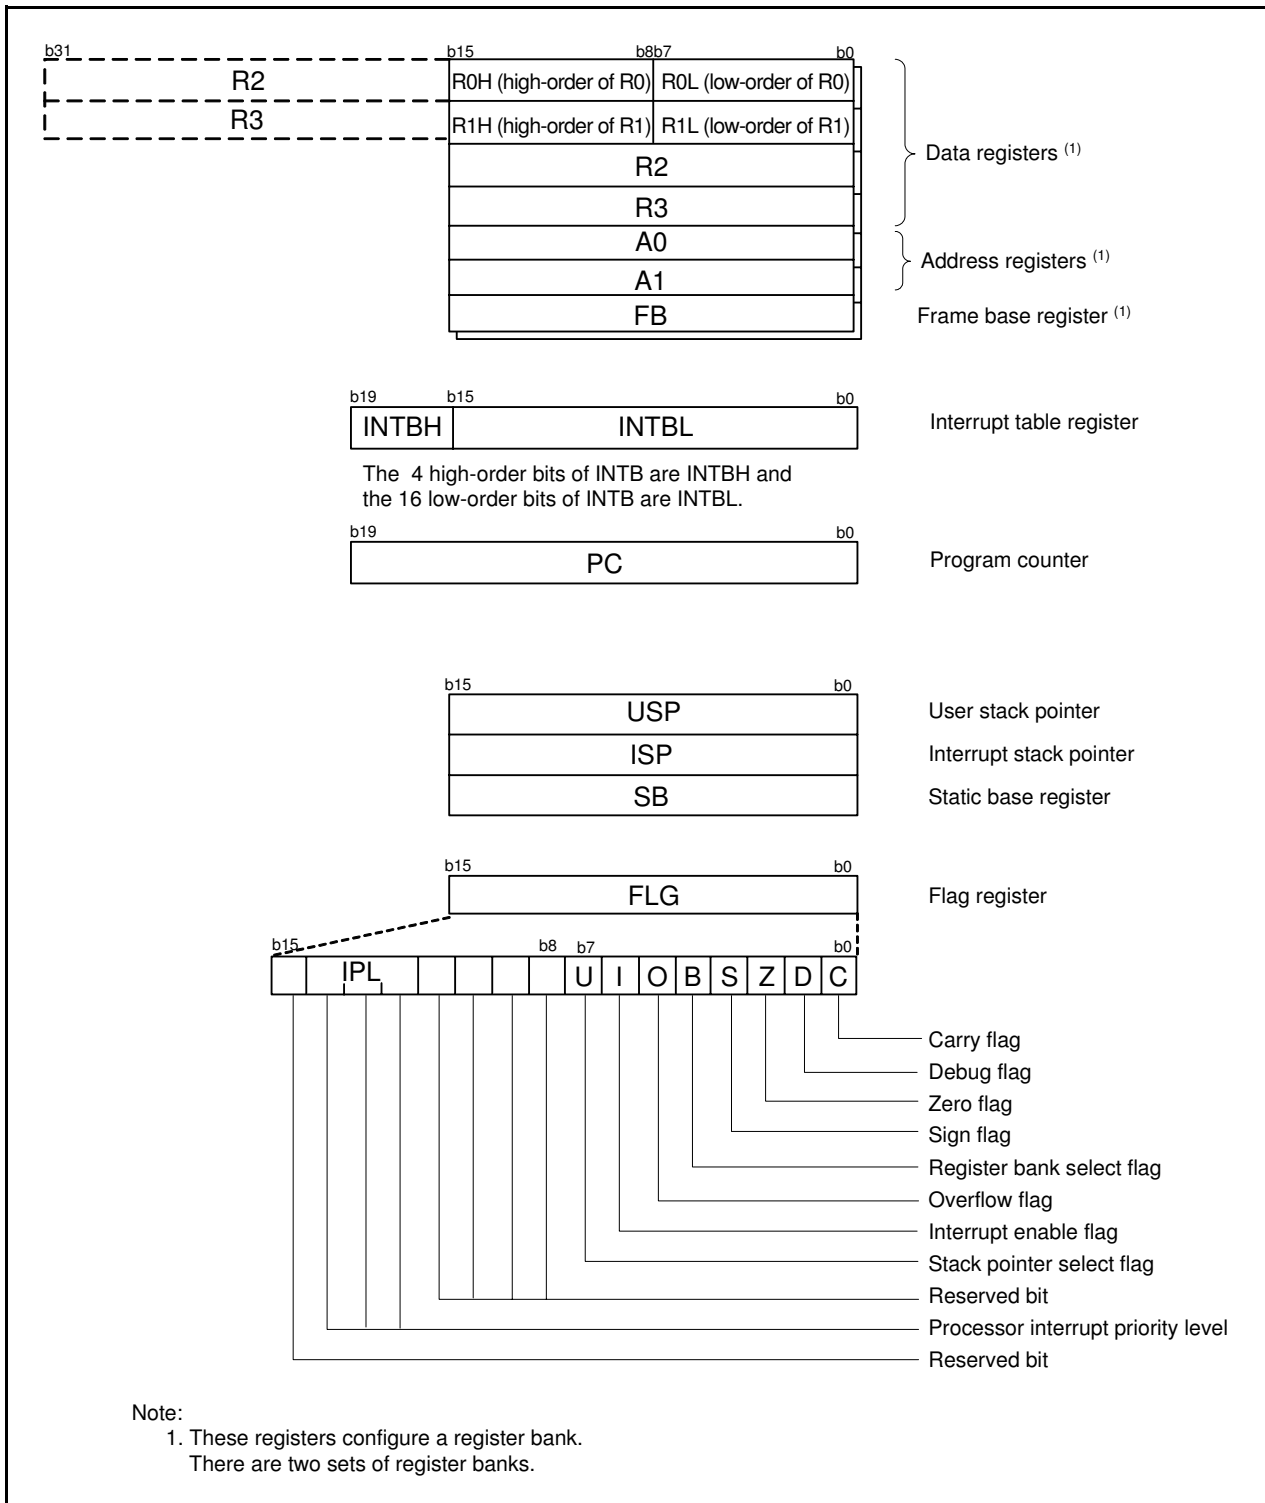 b31 b15 b8b7 b0
R2 R0H (high-order of R0) R0L (low-order of R0)
R3 R1H (high-order of R1) R1L (low-order of R1)
Data registers (1)
R2
R3
A0
Address registers (1)
A1
FB Frame base register (1)
b19 b15 b0
INTBH INTBL Interrupt table register
The 4 high-order bits of INTB are INTBH and
the 16 low-order bits of INTB are INTBL.
b19 b0
PC Program counter
b15 b0
USP User stack pointer
ISP Interrupt stack pointer
SB Static base register
b15 b0
FLG Flag register
b15 b8 b7 b0
IPL U I O B S Z D C
Carry flag
Debug flag
Zero flag
Sign flag
Register bank select flag
Overflow flag
Interrupt enable flag
Stack pointer select flag
Reserved bit
Processor interrupt priority level
Reserved bit
Note:
1. These registers configure a register bank.
There are two sets of register banks.